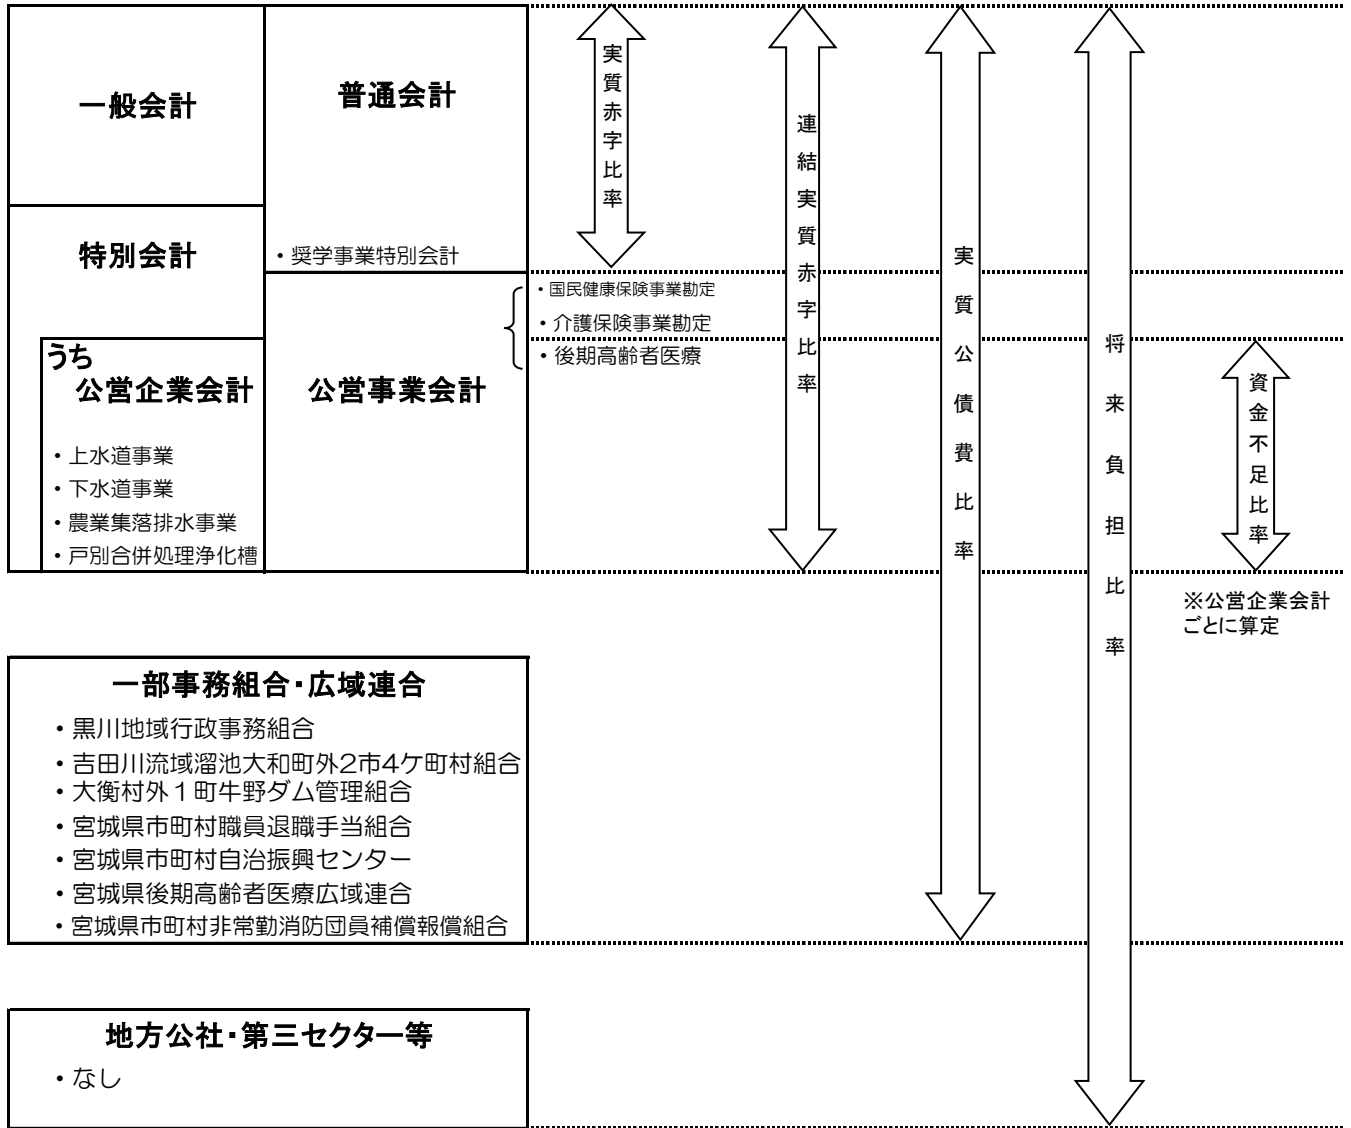 一般会計
普通会計
特別会計
・奨学事業特別会計
・国民健康保険事業勘定
・介護保険事業勘定
・後期高齢者医療
うち
公営企業会計
公営事業会計
・上水道事業
・下水道事業
・農業集落排水事業
・戸別合併処理浄化槽
実質赤字比率
連結実質赤字比率
実質公債費比率
将来負担比率
資金不足比率
※公営企業会計
ごとに算定
一部事務組合・広域連合
・黒川地域行政事務組合
・吉田川流域溜池大和町外2市4ケ町村組合
・大衡村外1町牛野ダム管理組合
・宮城県市町村職員退職手当組合
・宮城県市町村自治振興センター
・宮城県後期高齢者医療広域連合
・宮城県市町村非常勤消防団員補償報償組合
地方公社・第三セクター等
・なし